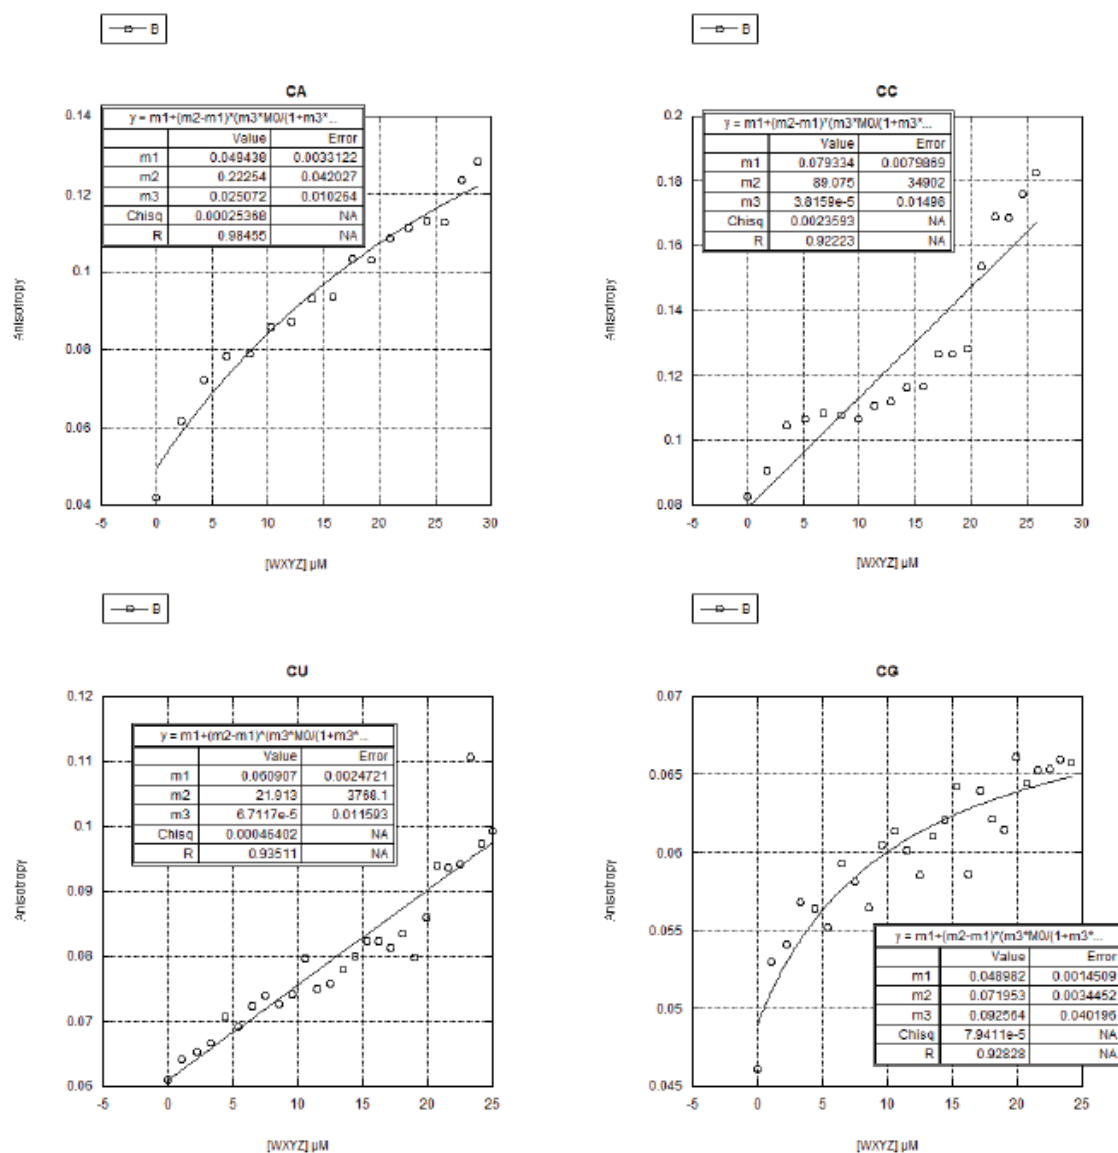 B
CA
y = m1+(m2-m1)*(m3*M0/(1+m3*...
Value Error
m1 0.049438 0.0033122
m2 0.22254 0.042027
m3 0.025072 0.010264
Chisq 0.00025368 NA
R 0.98455 NA
0.14
0.12
0.1
0.08
0.06
0.04
Anisotropy
-5 0 5 10 15 20 25 30
[WXYZ] µM
B
CC
y = m1+(m2-m1)*(m3*M0/(1+m3*...
Value Error
m1 0.079334 0.0079869
m2 89.075 34902
m3 3.8159e-5 0.01498
Chisq 0.0023593 NA
R 0.92223 NA
0.2
0.18
0.16
0.14
0.12
0.1
0.08
Anisotropy
-5 0 5 10 15 20 25 30
[WXYZ] µM
B
CU
y = m1+(m2-m1)*(m3*M0/(1+m3*...
Value Error
m1 0.060907 0.0024721
m2 21.913 3768.1
m3 6.7117e-5 0.011593
Chisq 0.00046402 NA
R 0.93511 NA
0.12
0.11
0.1
0.09
0.08
0.07
0.06
Anisotropy
-5 0 5 10 15 20 25
[WXYZ] µM
B
CG
0.07
0.065
0.06
0.055
0.05
0.045
Anisotropy
y = m1+(m2-m1)*(m3*M0/(1+m3*...
Value Error
m1 0.048982 0.0014509
m2 0.071953 0.0034452
m3 0.092564 0.040196
Chisq 7.9411e-5 NA
R 0.92828 NA
-5 0 5 10 15 20 25
[WXYZ] µM